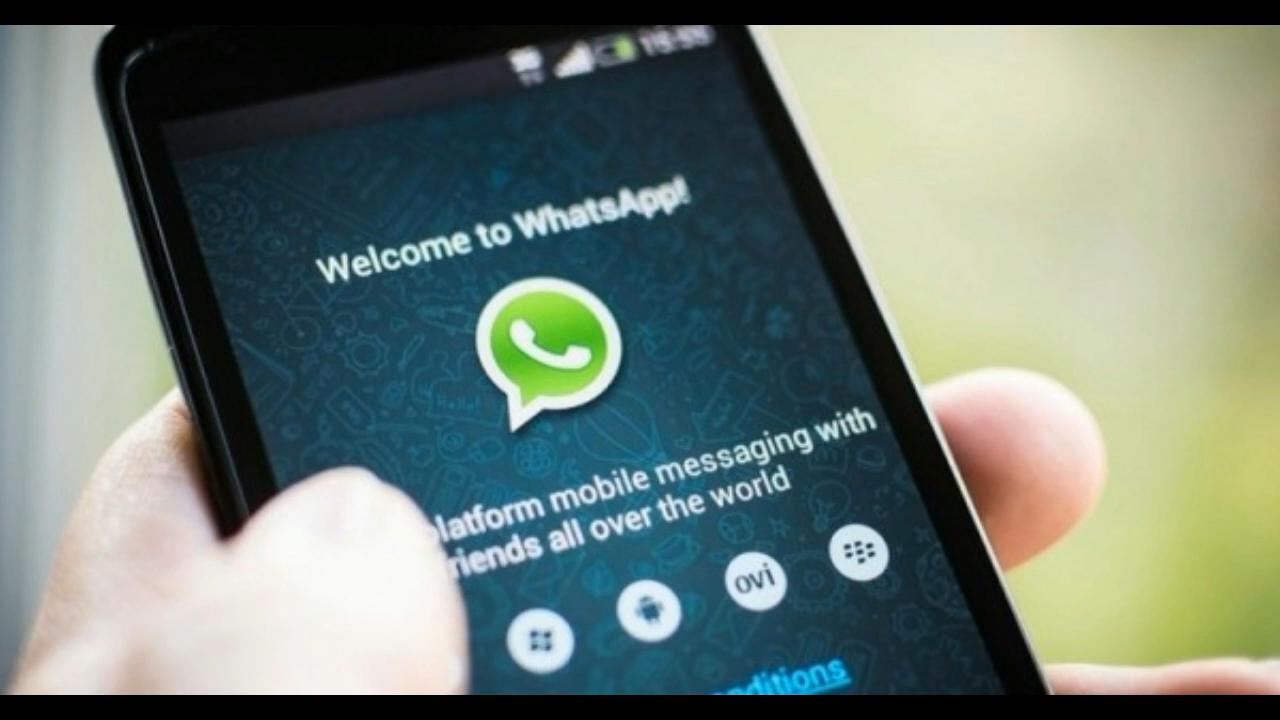 Welcome to WhatsApp!
latform mobile messaging with
riends all over the world
ovi
nditions